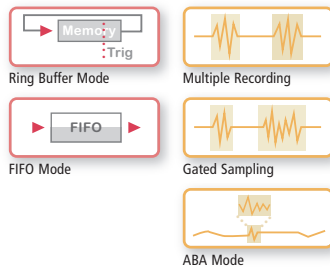 Memory
Trig
Ring Buffer Mode
Multiple Recording
FIFO
FIFO Mode
Gated Sampling
ABA Mode